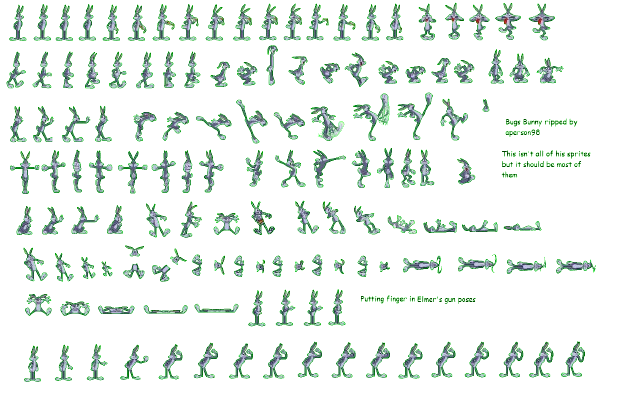 Bugs Bunny ripped by
aperson98
This isn't all of his sprites
but it should be most of
them
Putting finger in Elmer's gun poses